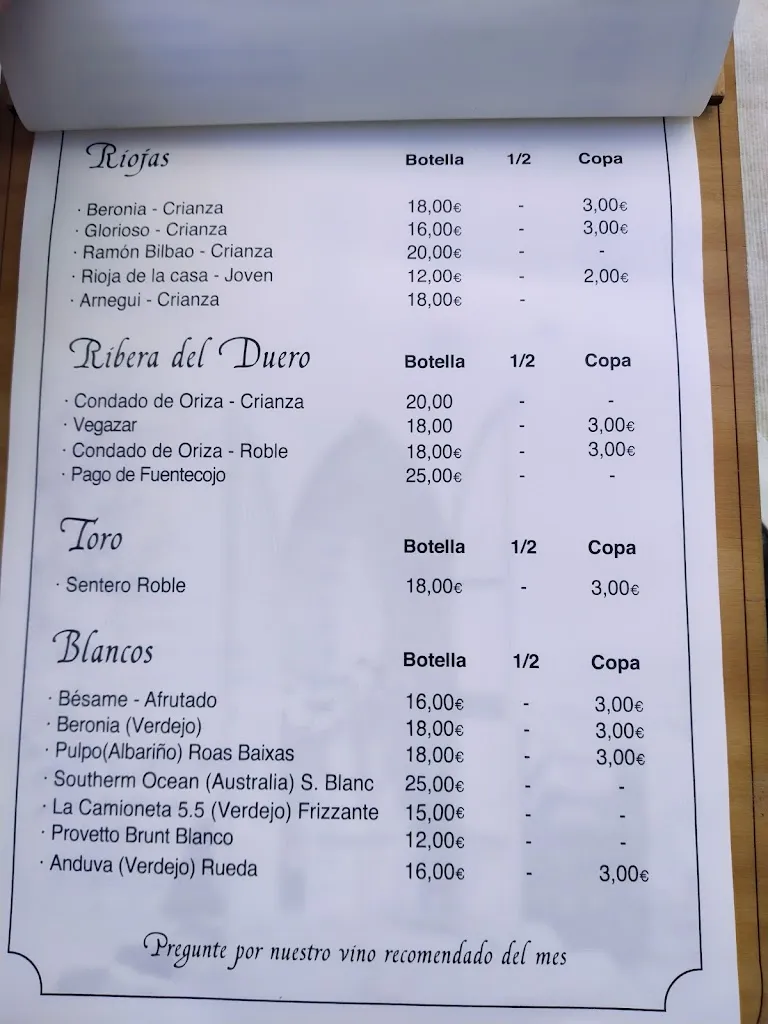 Riojas Botella 1/2 Copa
· Beronia - Crianza 18,00€ - 3,00€
· Glorioso - Crianza 16,00€ - 3,00€
· Ramón Bilbao - Crianza 20,00€ - -
· Rioja de la casa - Joven 12,00€ - 2,00€
· Arnegui - Crianza 18,00€ -
Ribera del Duero Botella 1/2 Copa
· Condado de Oriza - Crianza 20,00 - -
· Vegazar 18,00 - 3,00€
· Condado de Oriza - Roble 18,00€ - 3,00€
· Pago de Fuentecojo 25,00€ - -
Toro Botella 1/2 Copa
· Sentero Roble 18,00€ - 3,00€
Blancos Botella 1/2 Copa
· Bésame - Afrutado 16,00€ - 3,00€
· Beronia (Verdejo) 18,00€ - 3,00€
· Pulpo(Albariño) Roas Baixas 18,00€ - 3,00€
· Southerm Ocean (Australia) S. Blanc 25,00€ - -
· La Camioneta 5.5 (Verdejo) Frizzante 15,00€ - -
· Provetto Brunt Blanco 12,00€ - -
· Anduva (Verdejo) Rueda 16,00€ - 3,00€
Pregunte por nuestro vino recomendado del mes